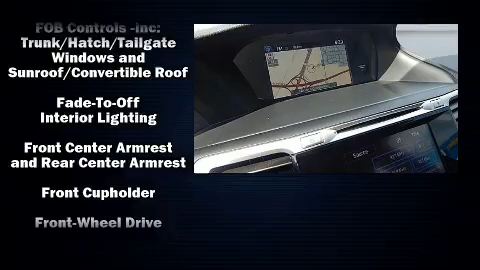 FOB Controls -inc:
Trunk/Hatch/Tailgate
Windows and
Sunroof/Convertible Roof
Fade-To-Off
Interior Lighting
Front Center Armrest
and Rear Center Armrest
Front Cupholder
Front-Wheel Drive